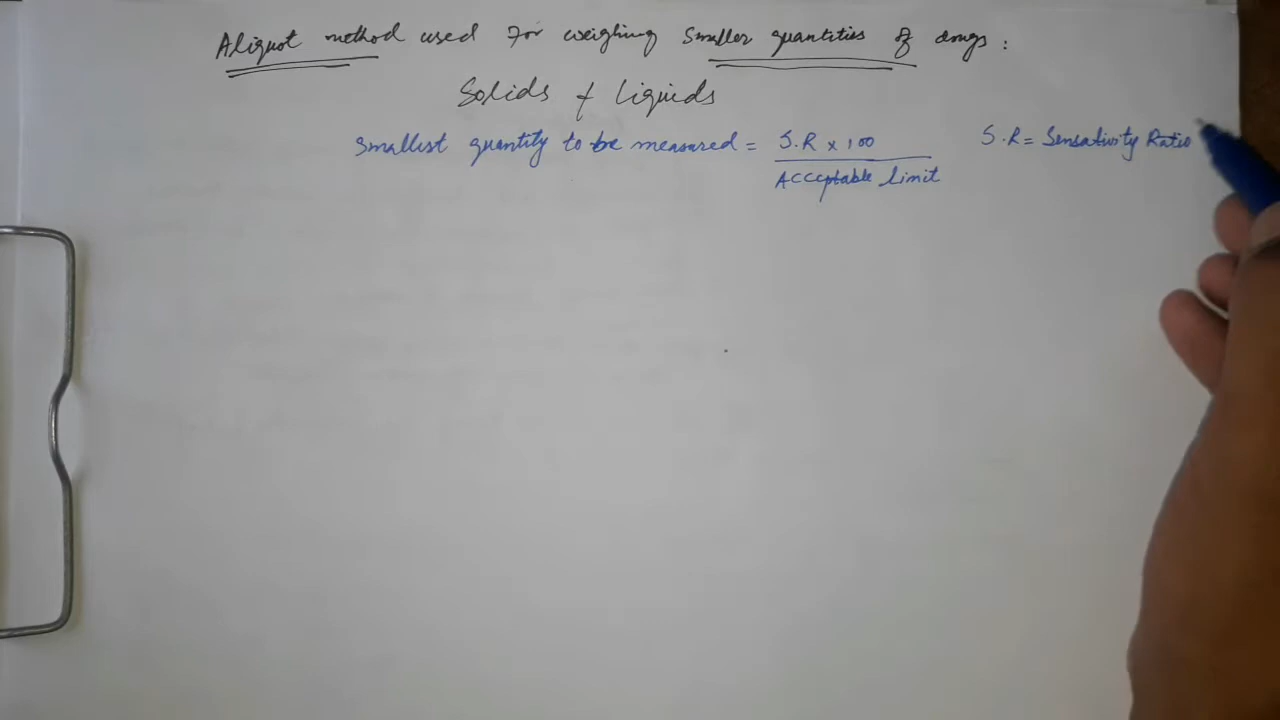 Aliquot method used for weighing smaller quantities of drugs :
Solids + Liquids
Smallest quantity to be measured = S.R x 100
Acceptable Limit
S.R = Sensativity Ratio